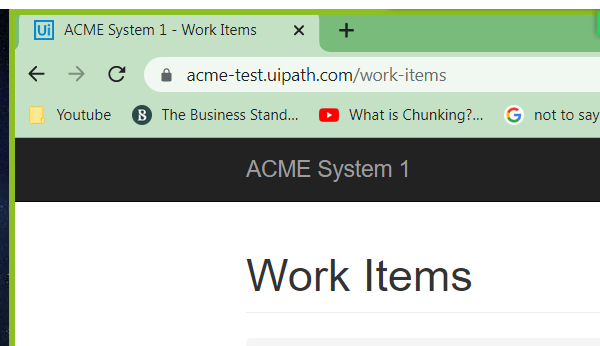 Ui ACME System 1 - Work Items
acme-test.uipath.com/work-items
Youtube B The Business Stand... What is Chunking?... G not to say
ACME System 1
Work Items